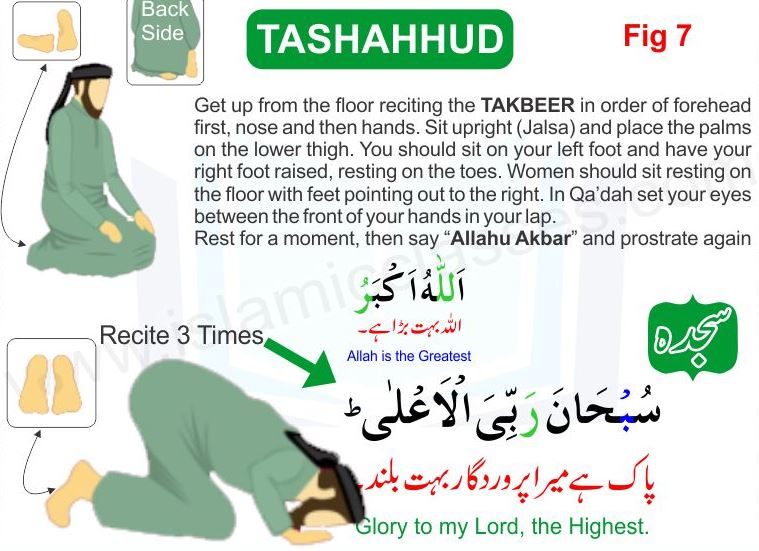 Back
Side
TASHAHHUD
Fig 7
Get up from the floor reciting the TAKBEER in order of forehead
first, nose and then hands. Sit upright (Jalsa) and place the palms
on the lower thigh. You should sit on your left foot and have your
right foot raised, resting on the toes. Women should sit resting on
the floor with feet pointing out to the right. In Qa’dah set your eyes
between the front of your hands in your lap.
Rest for a moment, then say “Allahu Akbar” and prostrate again
اَللّٰهُ اَكْبَرُ
اللہ بہت بڑا ہے۔
Allah is the Greatest
سجدہ
Recite 3 Times
سُبْحَانَ رَبِّیَ الْاَعْلٰی ط
پاک ہے میرا پروردگار بہت بلند۔
Glory to my Lord, the Highest.
www.islamicclasses.com